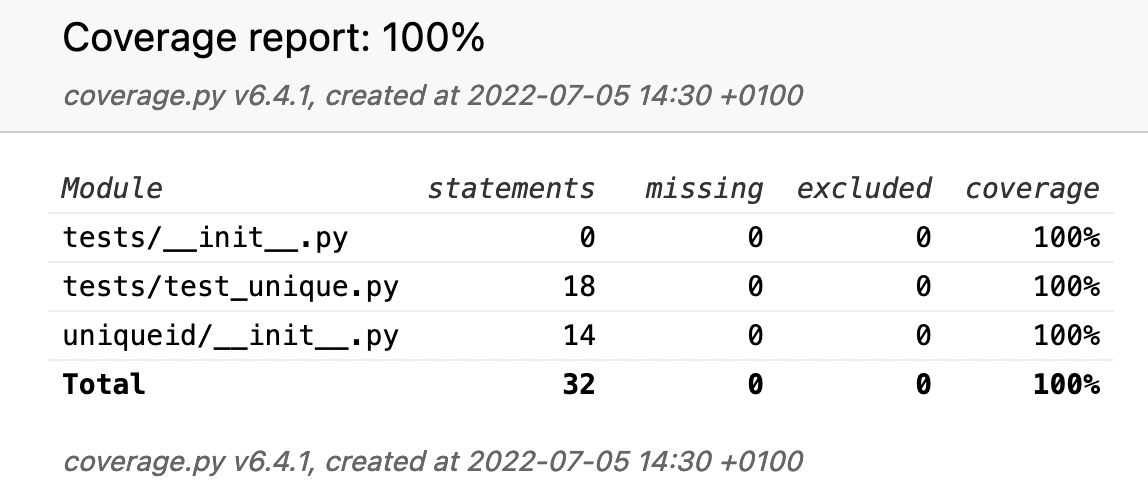 Coverage report: 100%
coverage.py v6.4.1, created at 2022-07-05 14:30 +0100
Module statements missing excluded coverage
tests/__init__.py 0 0 0 100%
tests/test_unique.py 18 0 0 100%
uniqueid/__init__.py 14 0 0 100%
Total 32 0 0 100%
coverage.py v6.4.1, created at 2022-07-05 14:30 +0100